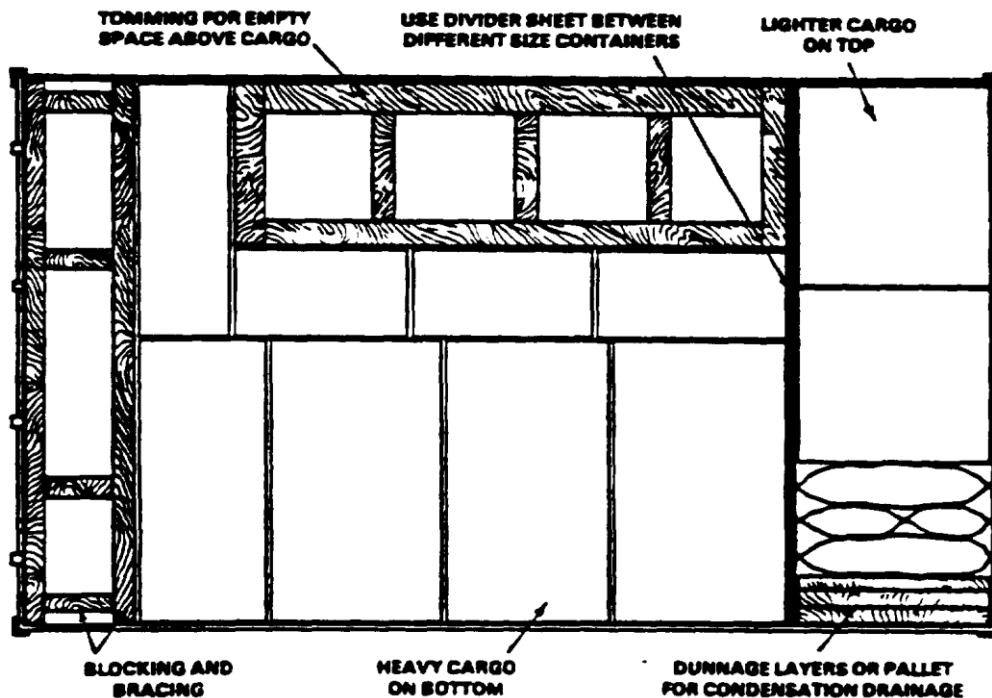 TOMMING FOR EMPTY
SPACE ABOVE CARGO
USE DIVIDER SHEET BETWEEN
DIFFERENT SIZE CONTAINERS
LIGHTER CARGO
ON TOP
BLOCKING AND
BRACING
HEAVY CARGO
ON BOTTOM
DUNNAGE LAYERS OR PALLET
FOR CONDENSATION DRAINAGE